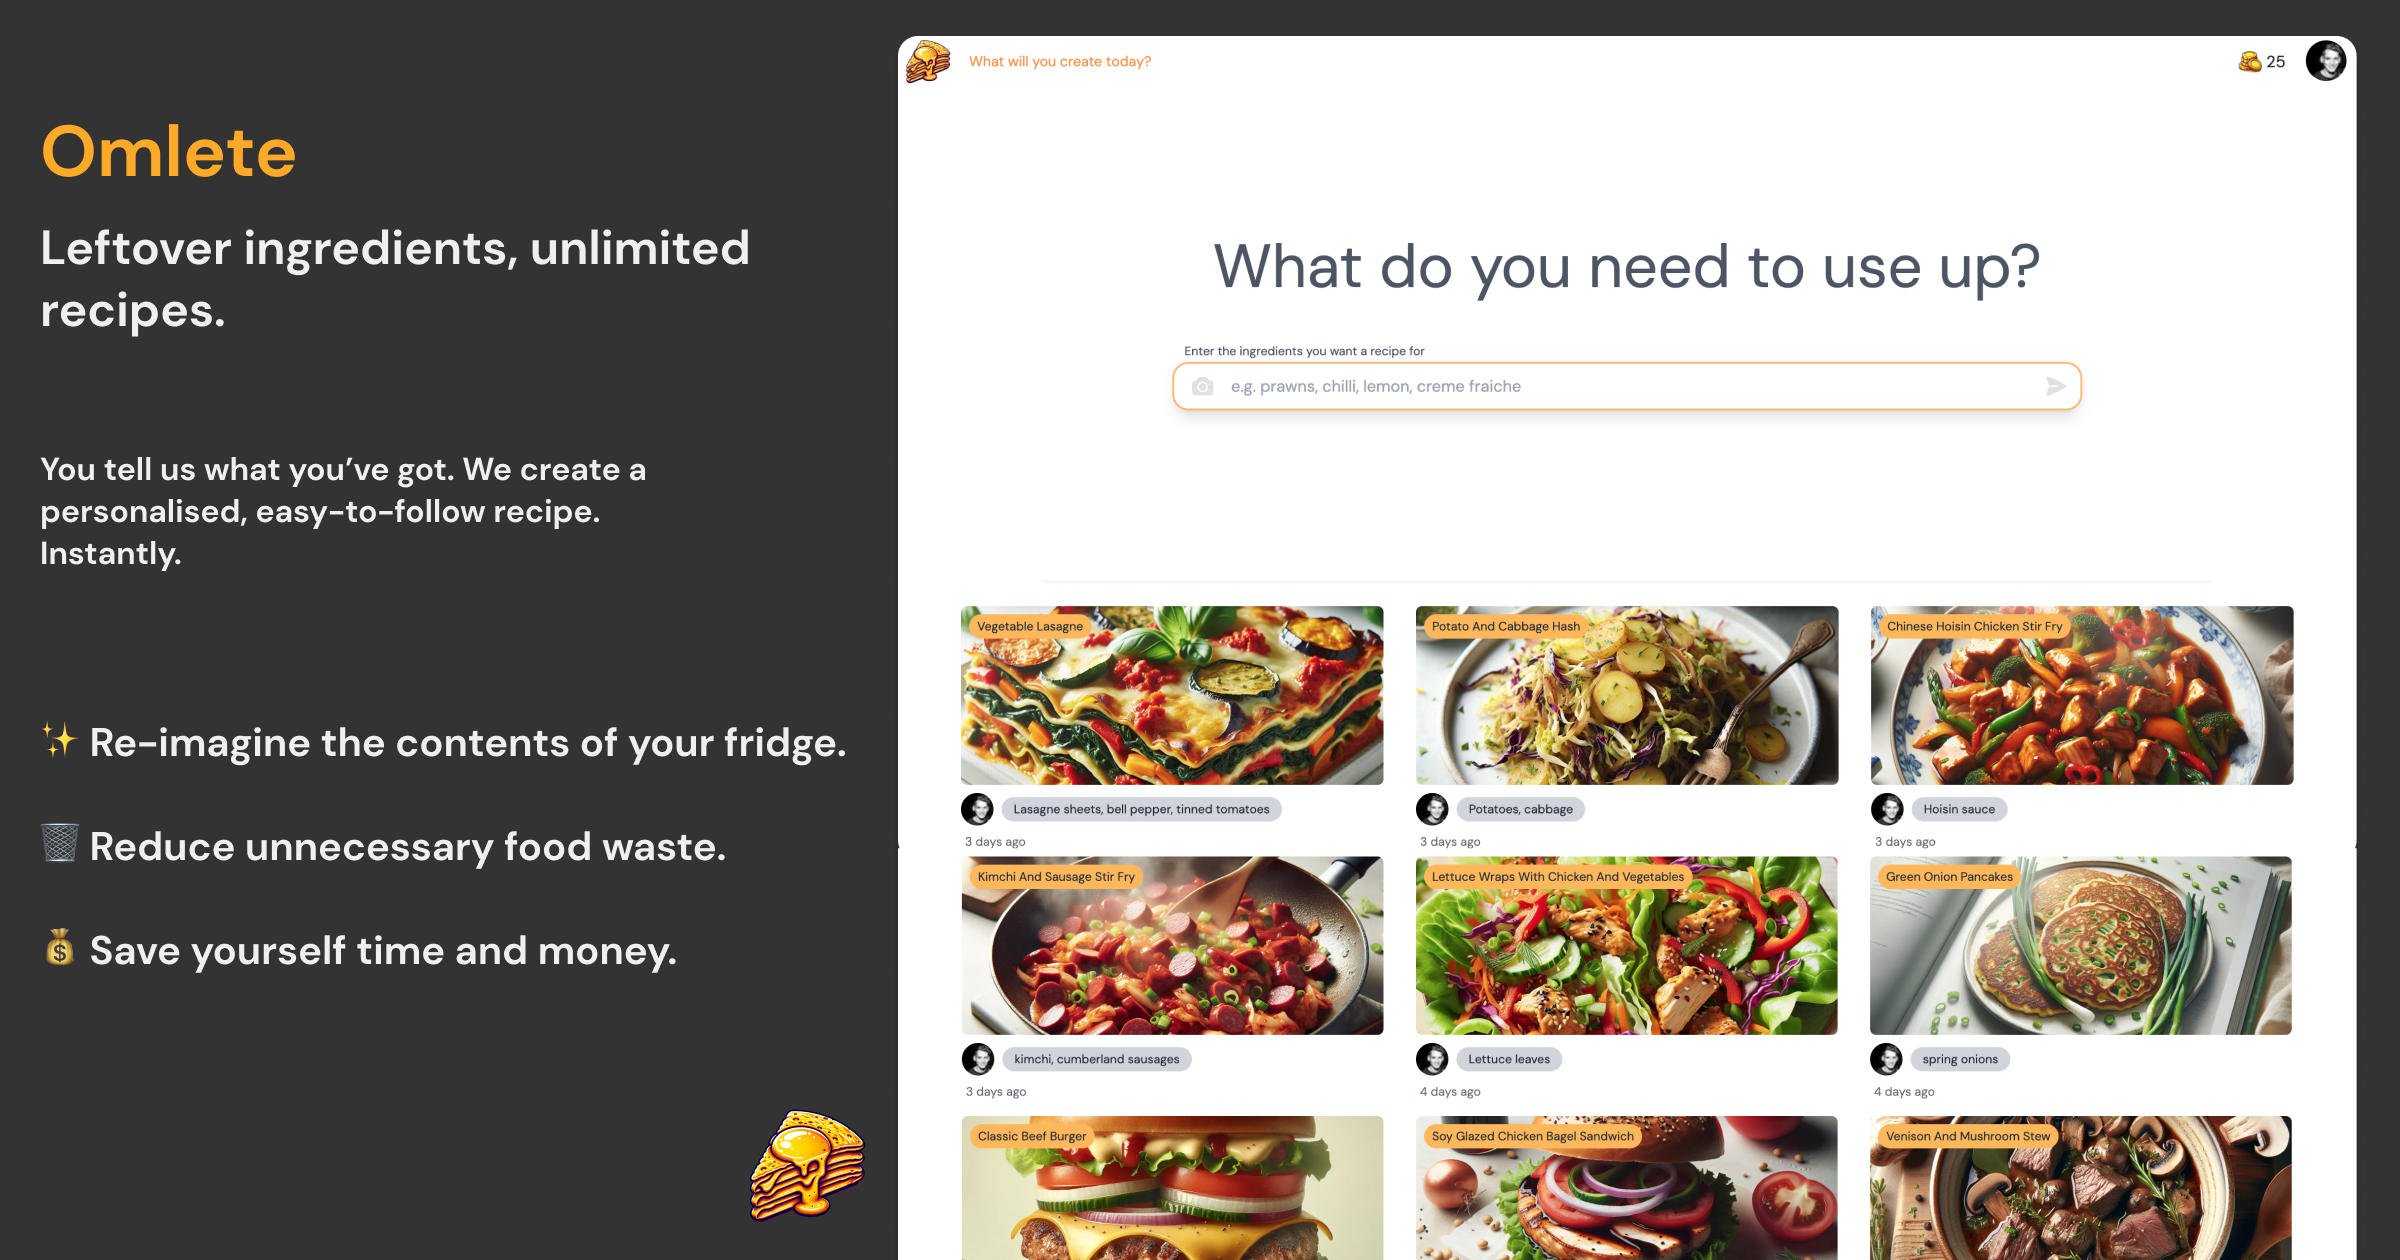 Omlete
Leftover ingredients, unlimited
recipes.
You tell us what you’ve got. We create a
personalised, easy-to-follow recipe.
Instantly.
✨ Re-imagine the contents of your fridge.
🗑️ Reduce unnecessary food waste.
💰 Save yourself time and money.
What will you create today?
25
What do you need to use up?
Enter the ingredients you want a recipe for
e.g. prawns, chilli, lemon, creme fraiche
Vegetable Lasagne
Lasagne sheets, bell pepper, tinned tomatoes
3 days ago
Potato And Cabbage Hash
Potatoes, cabbage
3 days ago
Chinese Hoisin Chicken Stir Fry
Hoisin sauce
3 days ago
Kimchi And Sausage Stir Fry
kimchi, cumberland sausages
3 days ago
Lettuce Wraps With Chicken And Vegetables
Lettuce leaves
4 days ago
Green Onion Pancakes
spring onions
4 days ago
Classic Beef Burger
Soy Glazed Chicken Bagel Sandwich
Venison And Mushroom Stew